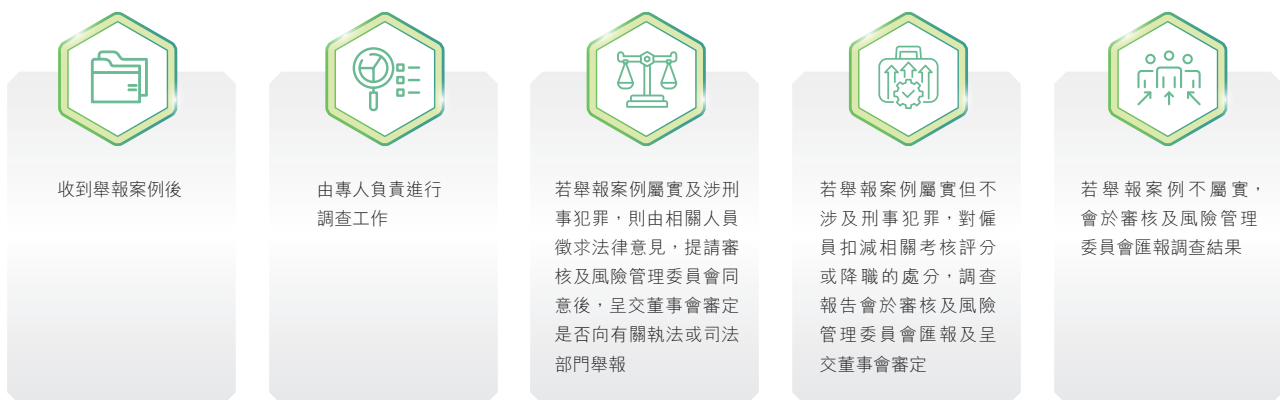 收到舉報案例後
由專人負責進行
調查工作
若舉報案例屬實及涉刑
事犯罪，則由相關人員
徵求法律意見，提請審
核及風險管理委員會同
意後，呈交董事會審定
是否向有關執法或司法
部門舉報
若舉報案例屬實但不
涉及刑事犯罪，對僱
員扣減相關考核評分
或降職的處分，調查
報告會於審核及風險
管理委員會匯報及呈
交董事會審定
若舉報案例不屬實，
會於審核及風險管理
委員會匯報調查結果